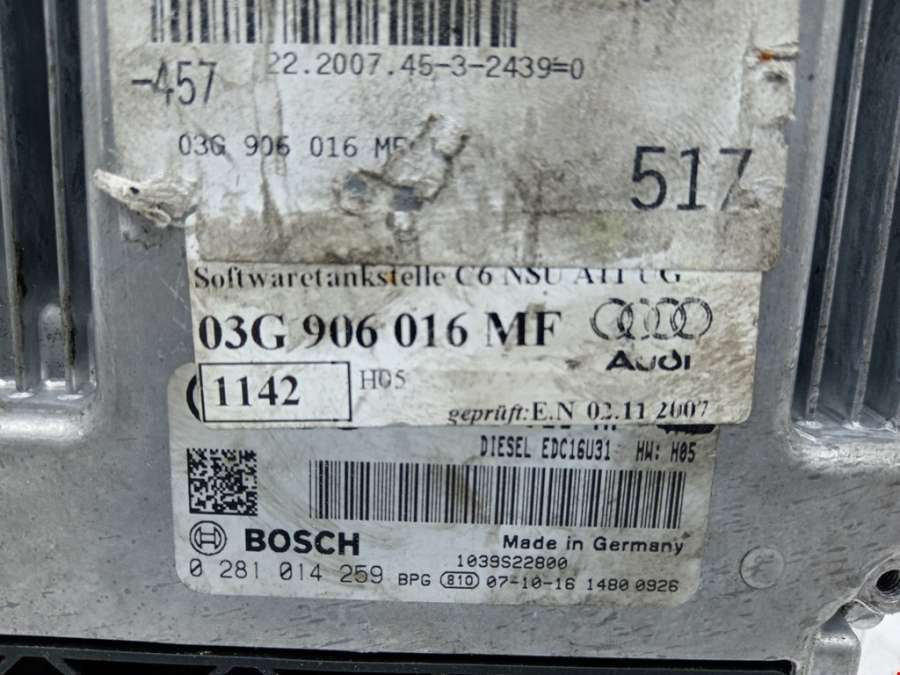 22.2007.45-3-2439=0
-457
03G 906 016 MF
517
Softwaretankstelle C6 NSU
03G 906 016 MF
Audi
1142
H05
geprüft: E.N 02.11 2007
DIESEL EDC16U31 HW: H05
BOSCH
Made in Germany
1039S22800
0 281 014 259 BPG 810 07-10-16 1480 0926